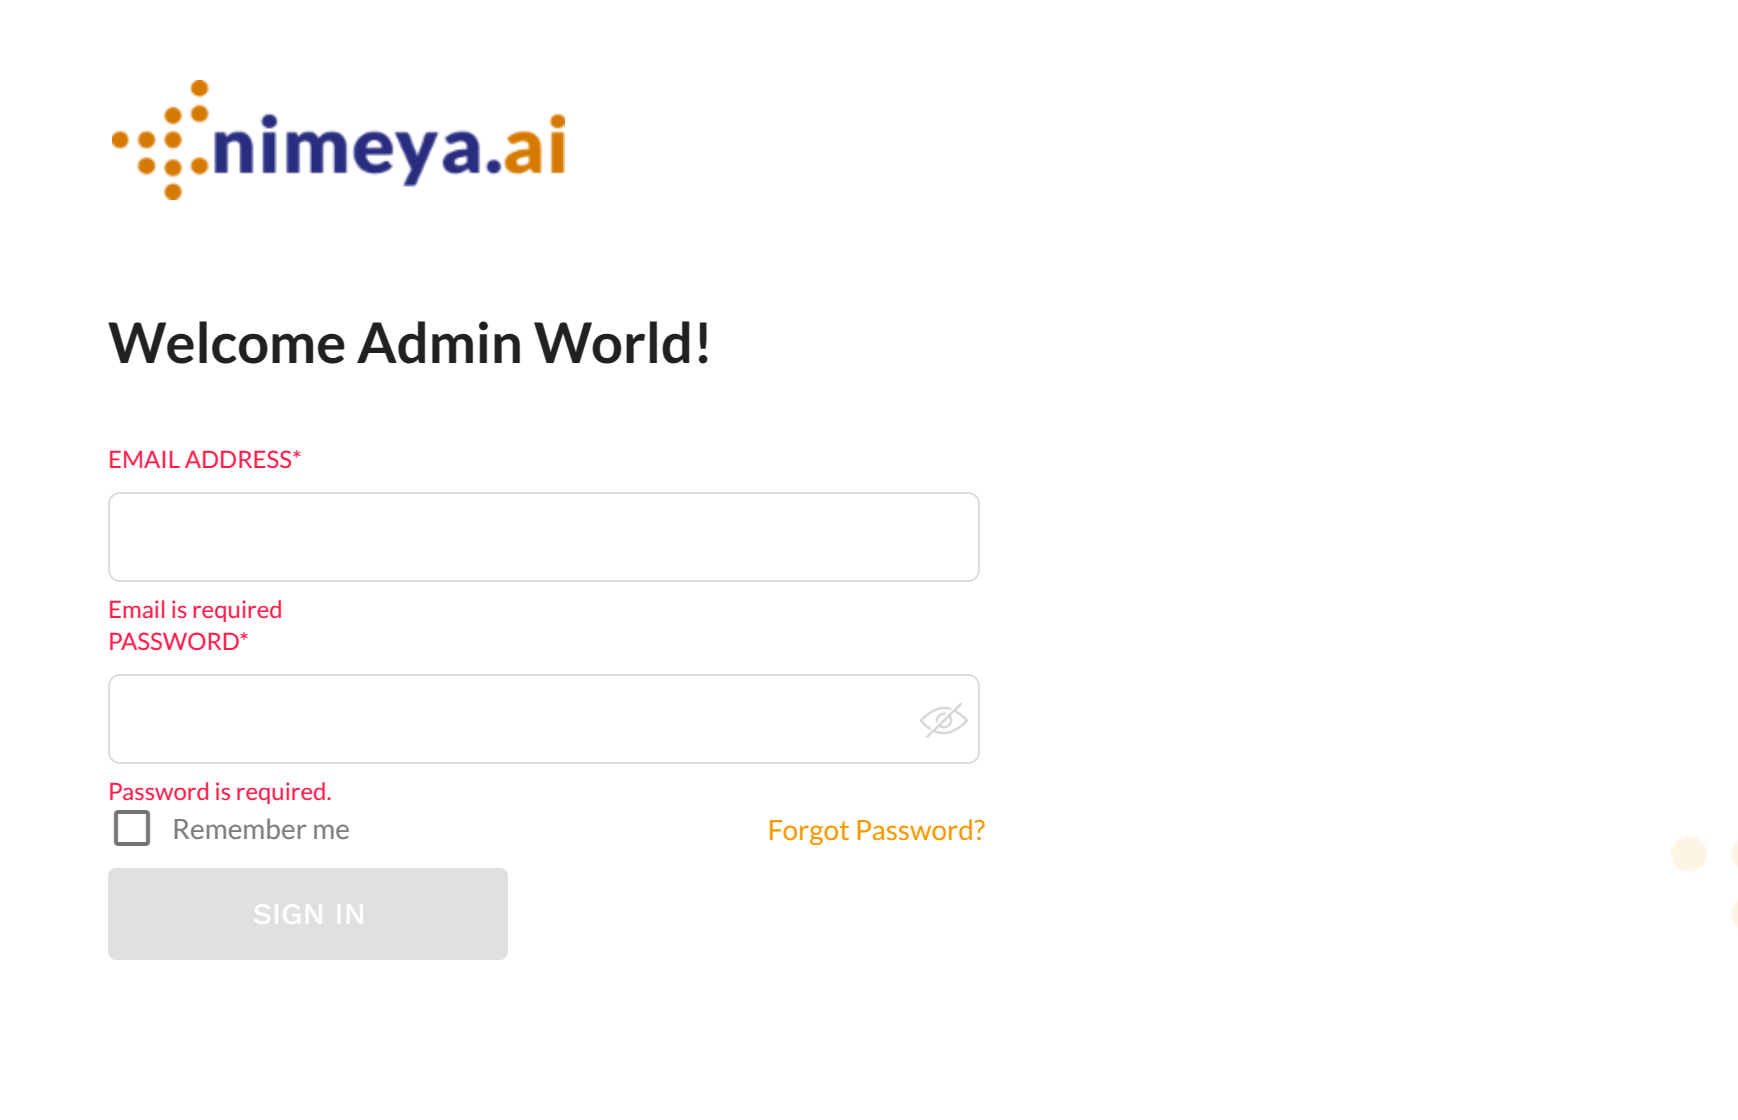 nimeya.ai
Welcome Admin World!
EMAIL ADDRESS*
Email is required
PASSWORD*
Password is required.
Remember me
Forgot Password?
SIGN IN